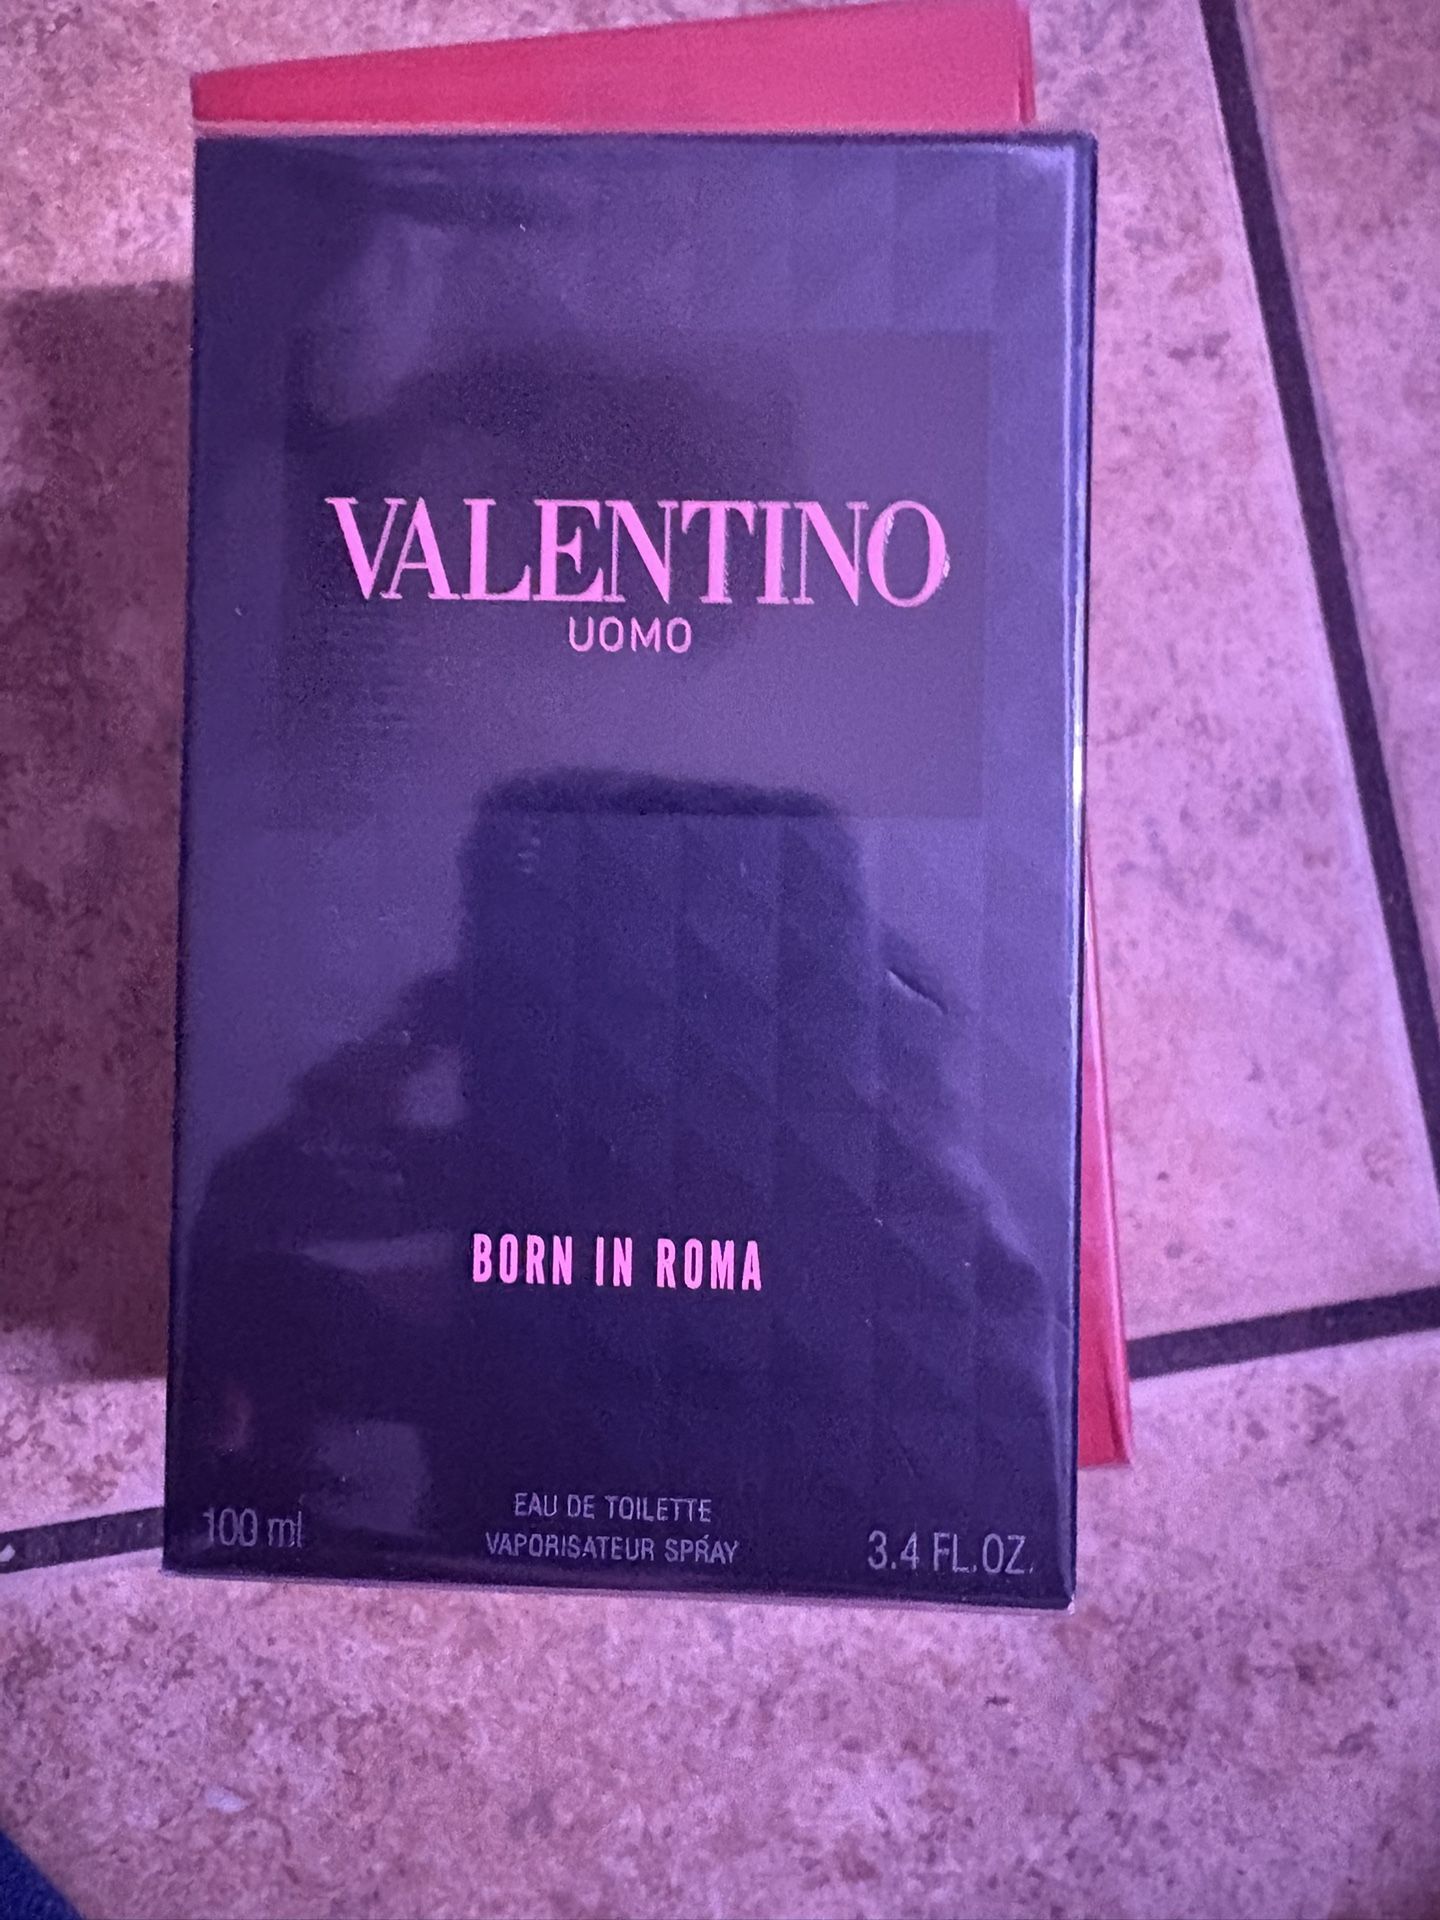 VALENTINO
UOMO
BORN IN ROMA
EAU DE TOILETTE
VAPORISATEUR SPRAY
100 ml
3.4 FL.OZ.